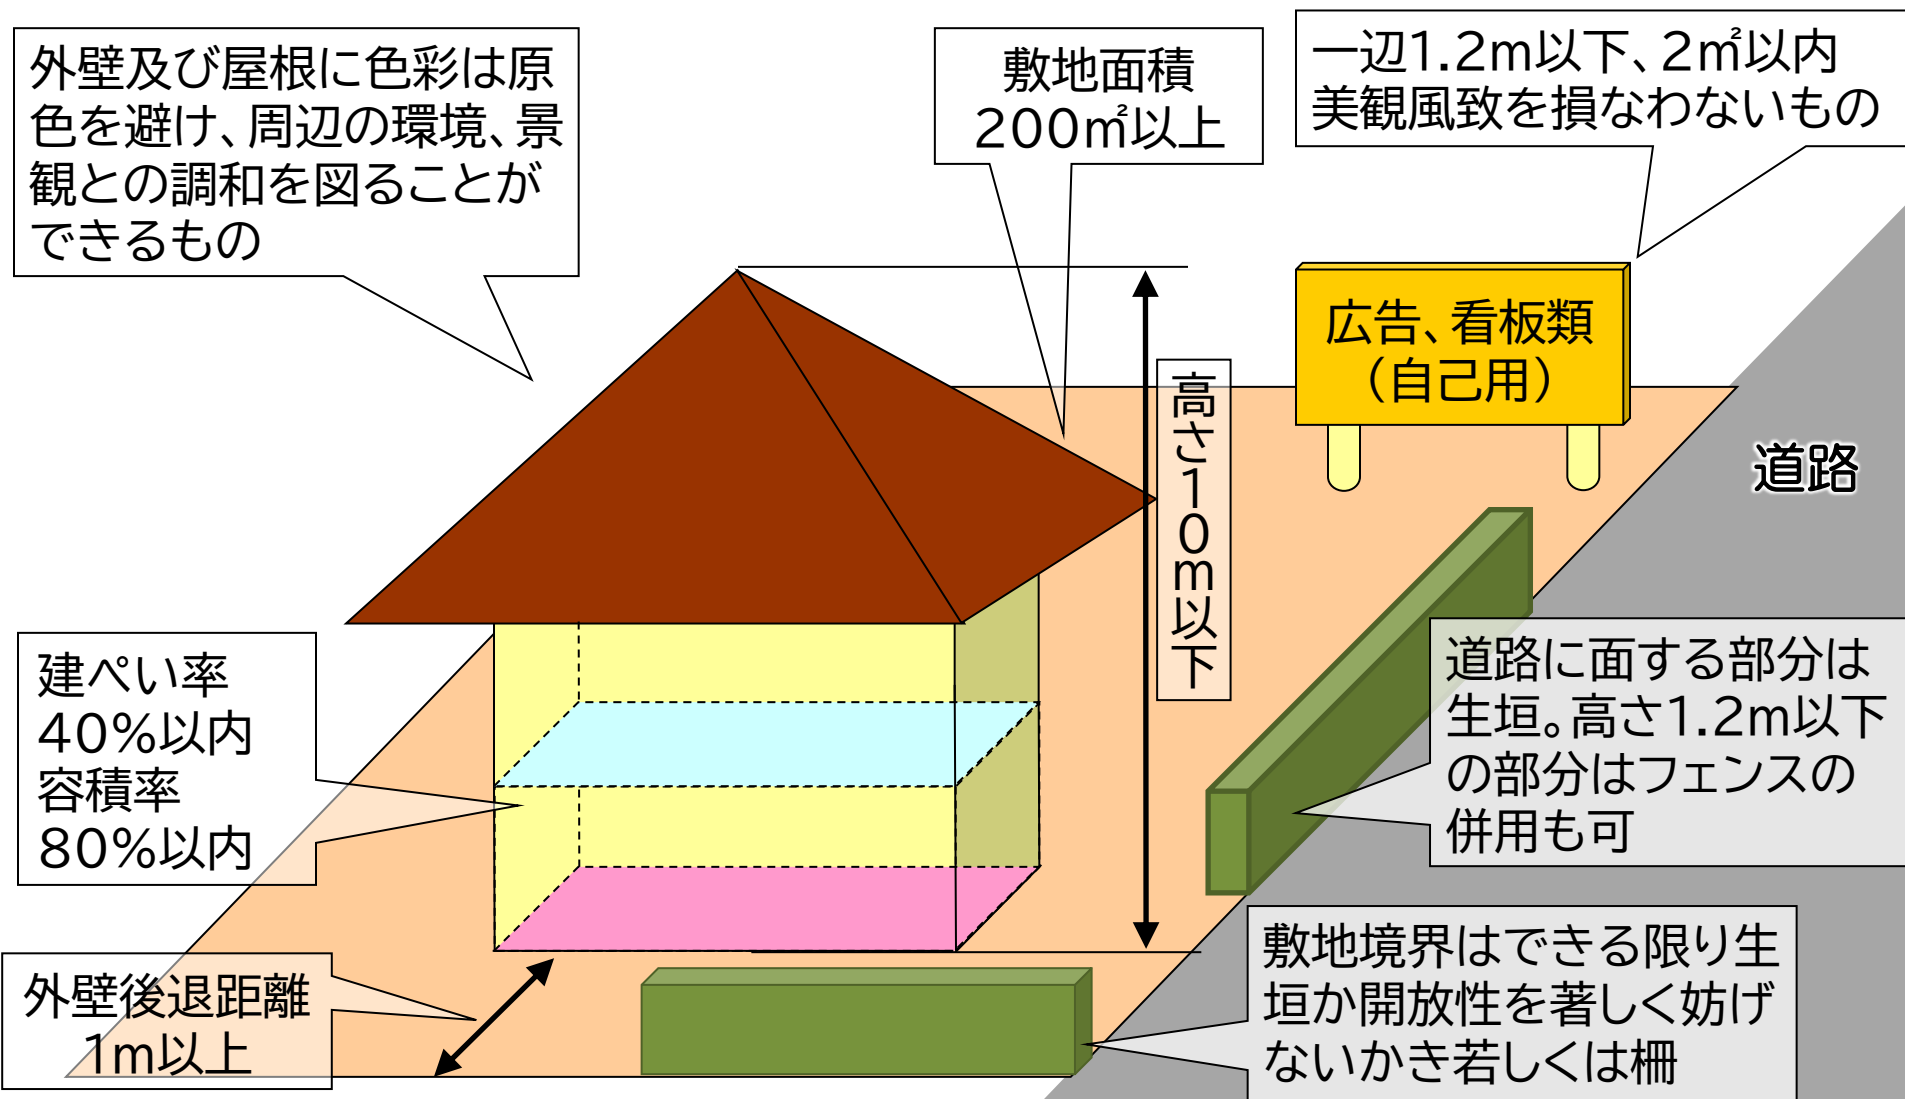 外壁及び屋根に色彩は原
色を避け、周辺の環境、景
観との調和を図ることが
できるもの
敷地面積
200㎡以上
一辺1.2m以下、2㎡以内
美観風致を損なわないもの
広告、看板類
（自己用）
高さ10m以下
道路
建ぺい率
40%以内
容積率
80%以内
道路に面する部分は
生垣。高さ1.2m以下
の部分はフェンスの
併用も可
外壁後退距離
1m以上
敷地境界はできる限り生
垣か開放性を著しく妨げ
ないかき若しくは柵